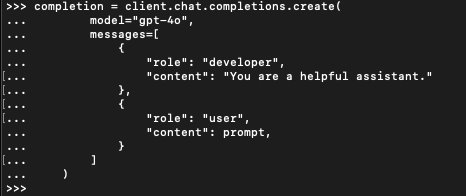 >>> completion = client.chat.completions.create(
...     model="gpt-4o",
...     messages=[
...         {
...             "role": "developer",
[...             "content": "You are a helpful assistant."
[...         },
[...         {
...             "role": "user",
[...             "content": prompt,
...         }
[...     ]
... )
>>>